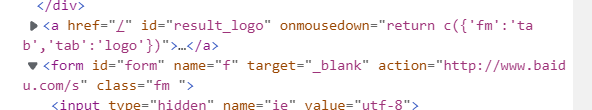 </div>
▶<a href="/" id="result_logo" onmousedown="return c({'fm':'ta
b','tab':'logo'})">…</a>
▼<form id="form" name="f" target="_blank" action="http://www.baid
u.com/s" class="fm ">
<input type="hidden" name="ie" value="utf-8">